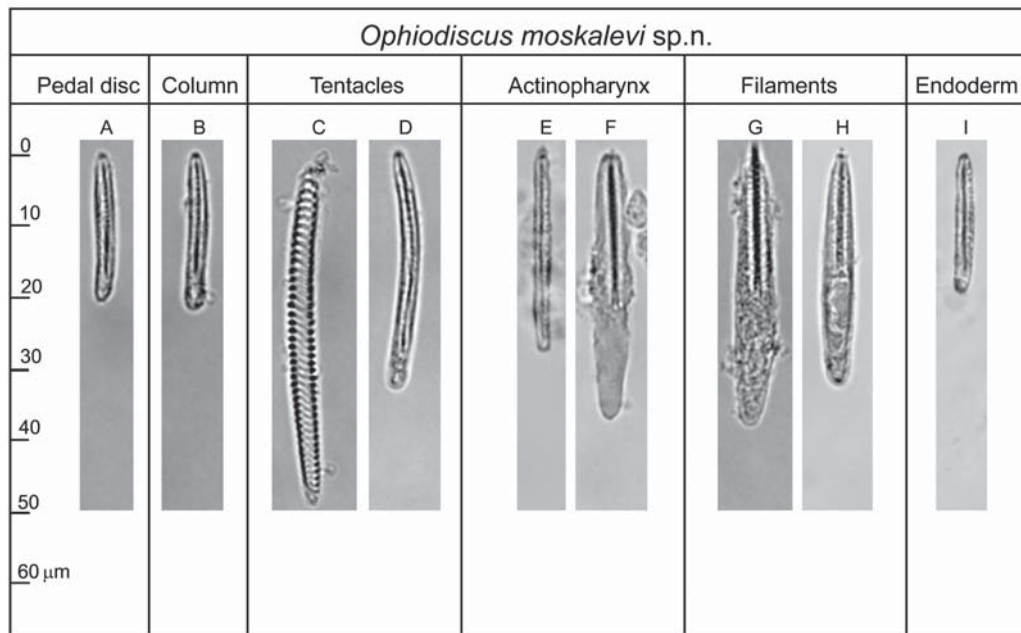 Ophiodiscus moskalevi sp.n.
Pedal disc Column Tentacles Actinopharynx Filaments Endoderm
A B C D E F G H I
0
10
20
30
40
50
60 μm